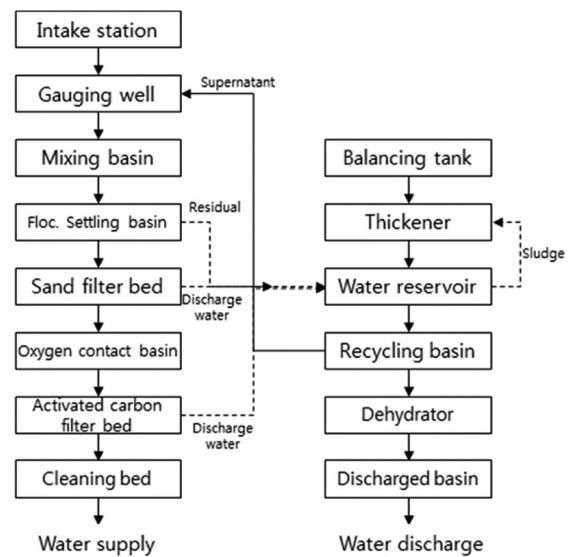 Intake station
Supernatant
Gauging well
Mixing basin
Balancing tank
Residual
Floc. Settling basin
Thickener
Sludge
Sand filter bed
Discharge
water
Water reservoir
Oxygen contact basin
Recycling basin
Activated carbon
filter bed
Discharge
water
Dehydrator
Cleaning bed
Discharged basin
Water supply
Water discharge